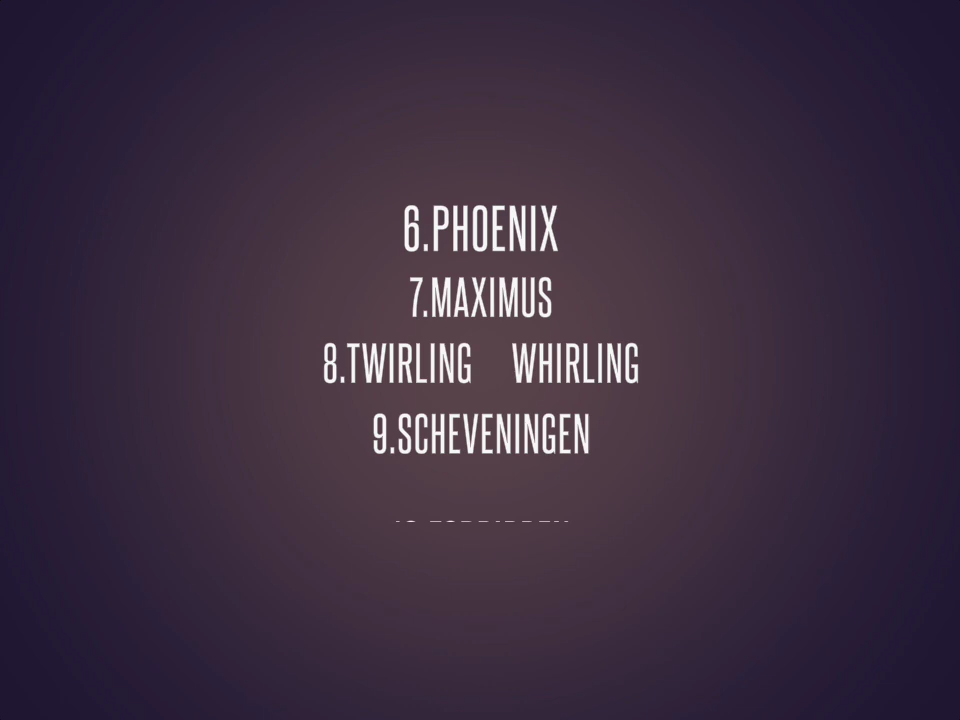 6.PHOENIX
7.MAXIMUS
8.TWIRLING WHIRLING
9.SCHEVENINGEN